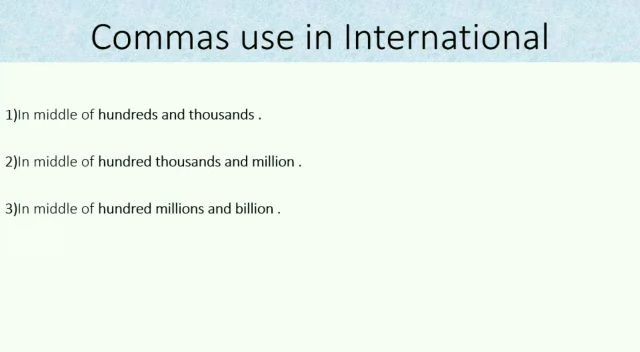 Commas use in International
1)In middle of hundreds and thousands .
2)In middle of hundred thousands and million .
3)In middle of hundred millions and billion .